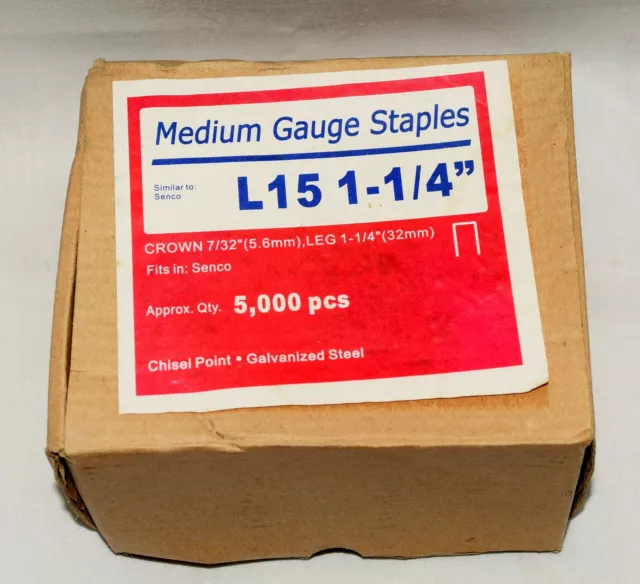 Medium Gauge Staples
Similar to:
Senco
L15 1-1/4”
CROWN 7/32"(5.6mm),LEG 1-1/4"(32mm)
Fits in: Senco
Approx. Qty. 5,000 pcs
Chisel Point • Galvanized Steel